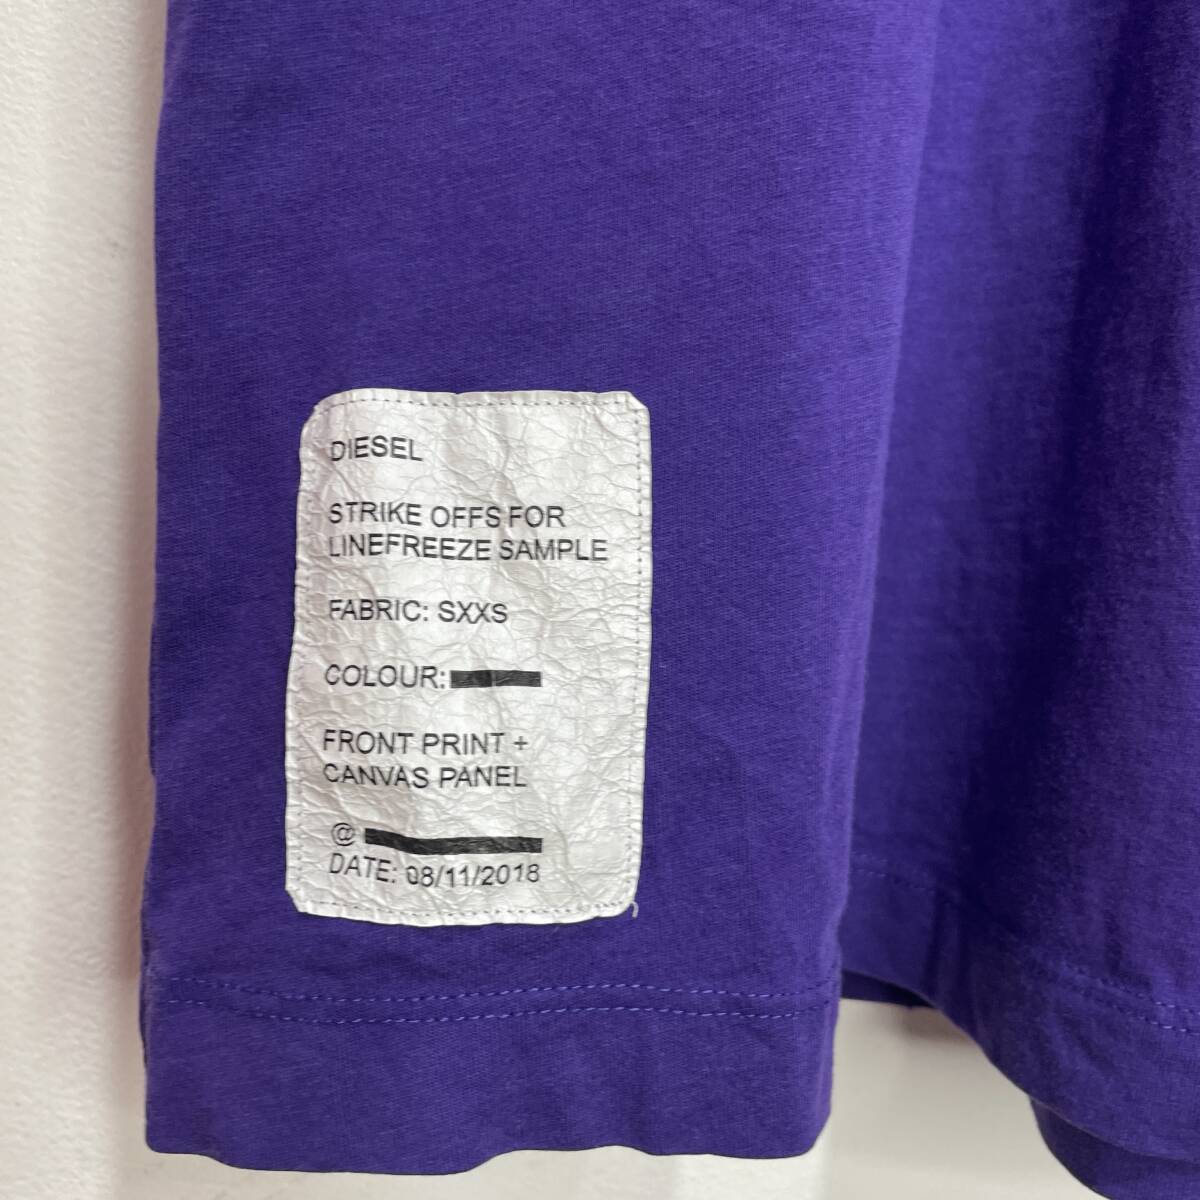 DIESEL
STRIKE OFFS FOR
LINEFREEZE SAMPLE
FABRIC: SXXS
COLOUR:
FRONT PRINT +
CANVAS PANEL
@
DATE: 08/11/2018